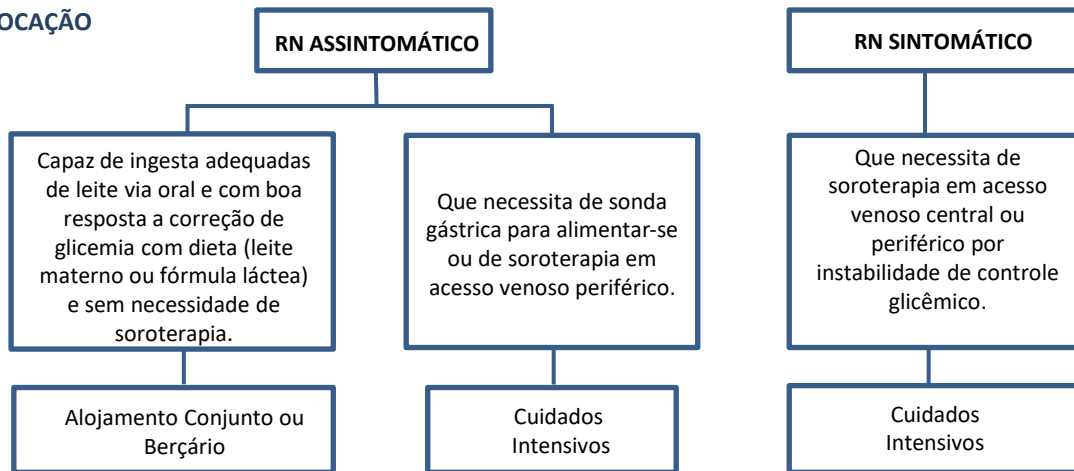 OCAÇÃO
RN ASSINTOMÁTICO
RN SINTOMÁTICO
Capaz de ingesta adequadas
de leite via oral e com boa
resposta a correção de
glicemia com dieta (leite
materno ou fórmula láctea)
e sem necessidade de
soroterapia.
Que necessita de sonda
gástrica para alimentar-se
ou de soroterapia em
acesso venoso periférico.
Que necessita de
soroterapia em acesso
venoso central ou
periférico por
instabilidade de controle
glicêmico.
Alojamento Conjunto ou
Berçário
Cuidados
Intensivos
Cuidados
Intensivos